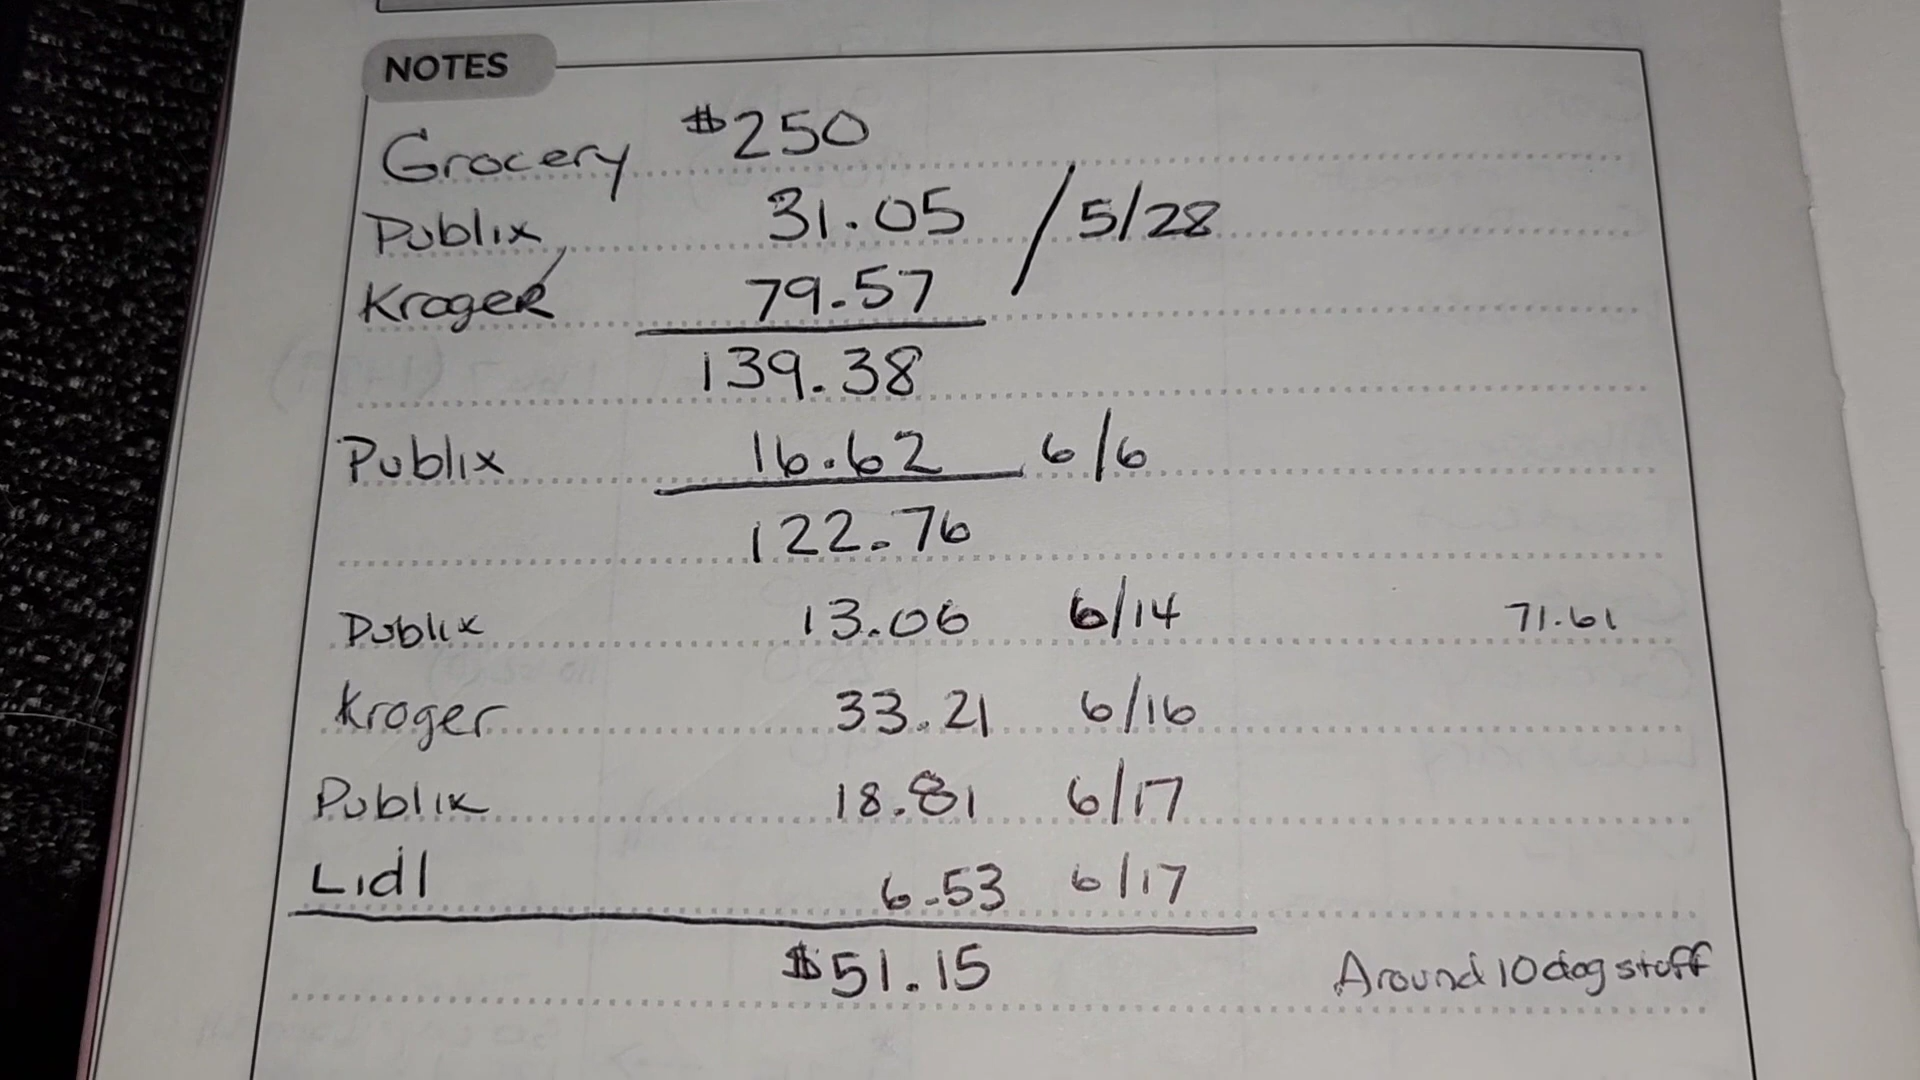 NOTES
Grocery $250
Publix 31.05 / 5/28
Kroger 79.57
139.38
Publix 16.62 6/6
122.76
Publix 13.06 6/14 71.61
Kroger 33.21 6/16
Publix 18.81 6/17
Lidl 6.53 6/17
$51.15 Around 10 dog stuff